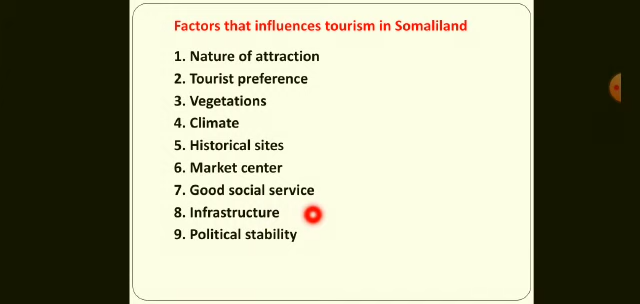 Factors that influences tourism in Somaliland
1. Nature of attraction
2. Tourist preference
3. Vegetations
4. Climate
5. Historical sites
6. Market center
7. Good social service
8. Infrastructure
9. Political stability